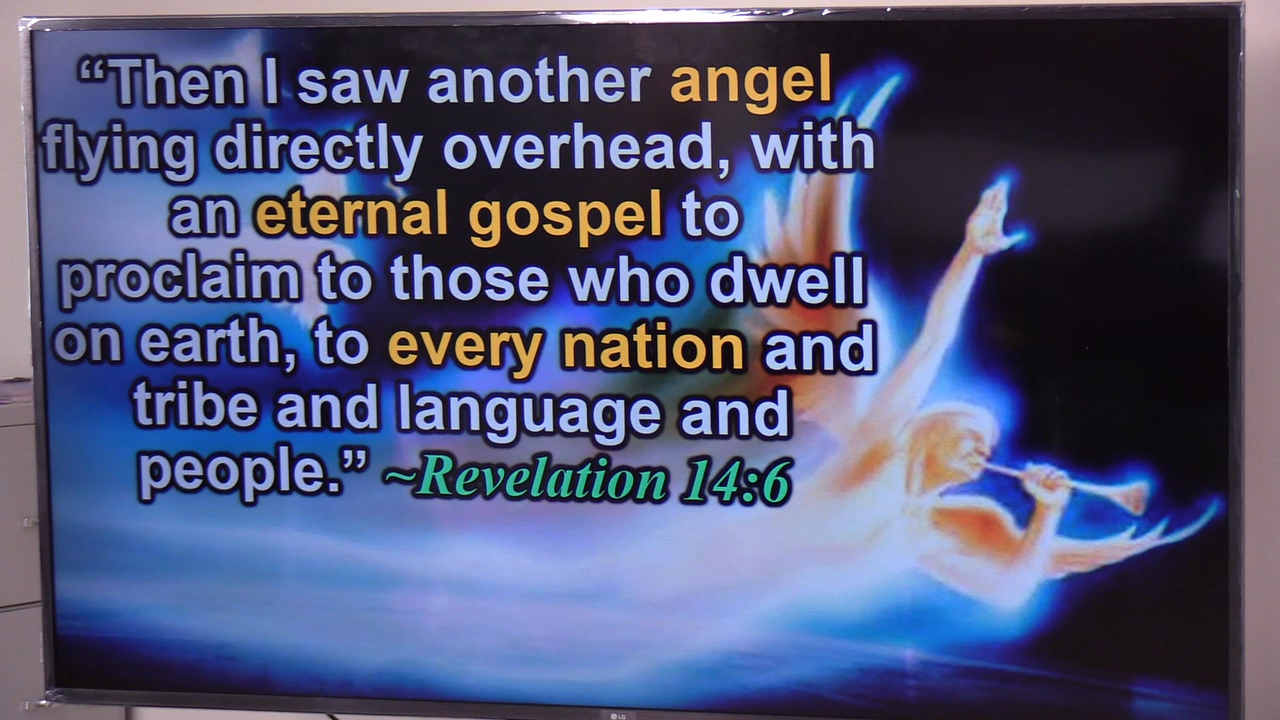 “Then I saw another angel
flying directly overhead, with
an eternal gospel to
proclaim to those who dwell
on earth, to every nation and
tribe and language and
people.” ~Revelation 14:6
LG